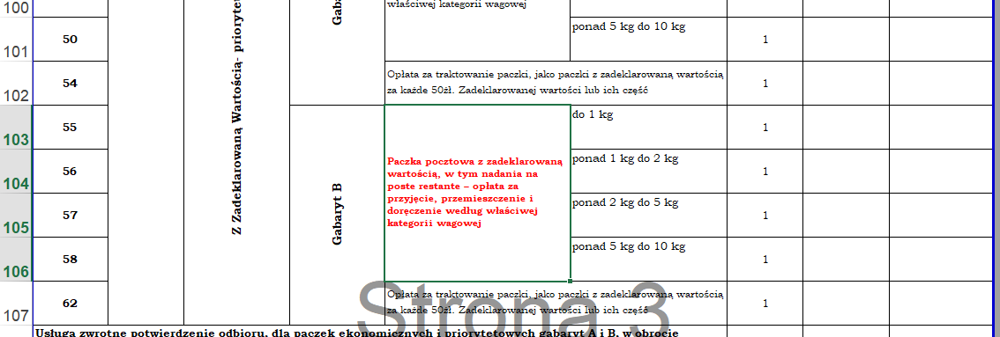 100
właściwej kategorii wagowej
101
50
ponad 5 kg do 10 kg
1
102
54
Opłata za traktowanie paczki, jako paczki z zadeklarowaną wartością
za każde 50żł. Zadeklarowanej wartości lub ich część
1
Z Zadeklarowaną Wartością- prioryte
Gabaryt B
103
55
do 1 kg
1
104
56
Paczka pocztowa z zadeklarowaną
wartością, w tym nadania na
poste restante – opłata za
przyjęcie, przemieszczenie i
doręczenie według właściwej
kategorii wagowej
ponad 1 kg do 2 kg
1
105
57
ponad 2 kg do 5 kg
1
106
58
ponad 5 kg do 10 kg
1
107
62
Opłata za traktowanie paczki, jako paczki z zadeklarowaną wartością
za każde 50żł. Zadeklarowanej wartości lub ich część
1
Strona 3
Usługa zwrotne potwierdzenie odbioru, dla paczek ekonomicznych i priorytetowych gabaryt A i B, w obrocie